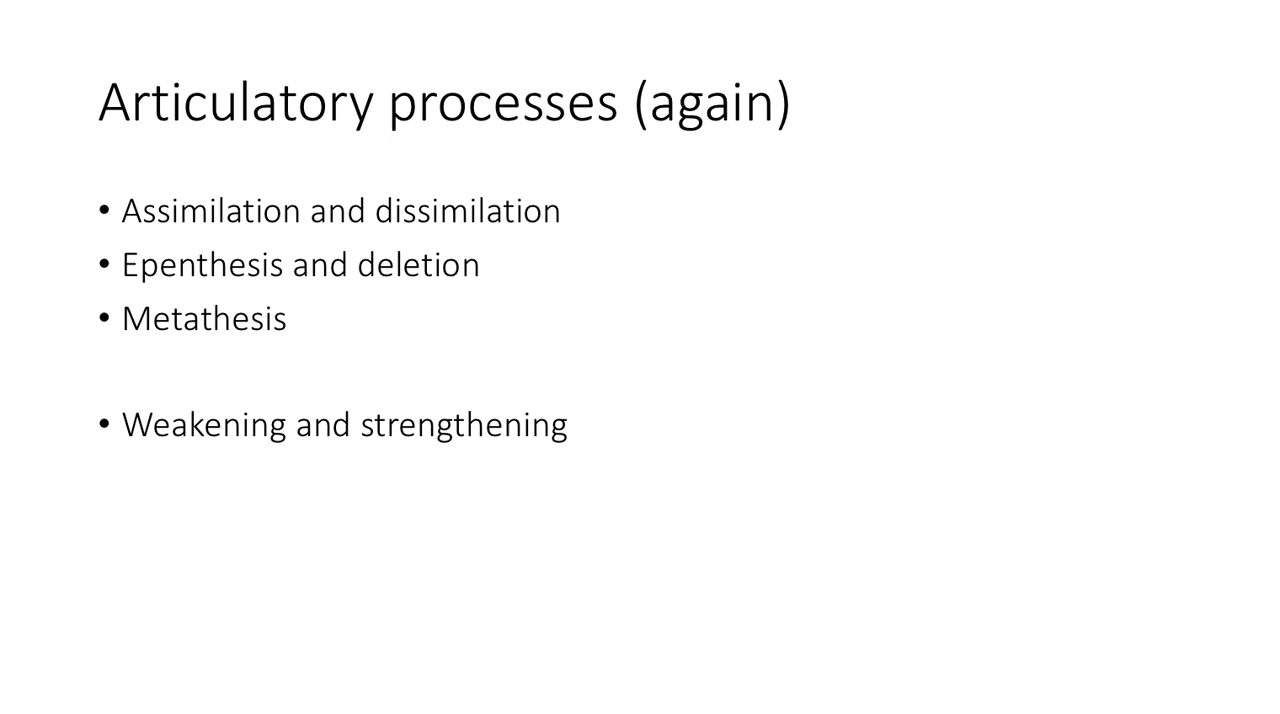 Articulatory processes (again)
• Assimilation and dissimilation
• Epenthesis and deletion
• Metathesis
• Weakening and strengthening